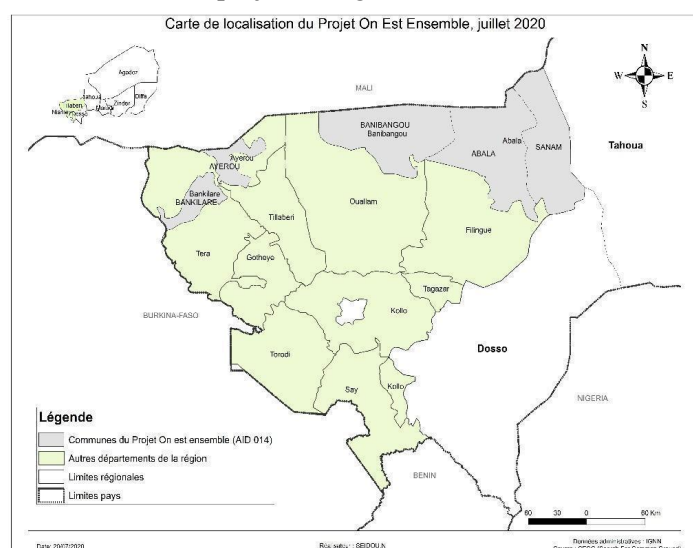 Carte de localisation du Projet On Est Ensemble, juillet 2020
N
W E
S
Agadez
Tahoua
Diffa
Zinder
Maradi
Tillaberi
Niamey
Dosso
MALI
BANIBANGOU
Banibangou
Abala
ABALA
SANAM
Tahoua
Ayerou
AYEROU
Bankilare
BANKILARE
Ouallam
Tillaberi
Filingue
Tera
Gotheye
Tagazar
Kollo
BURKINA-FASO
Dosso
Torodi
Say
Kollo
NIGERIA
BENIN
Légende
Communes du Projet On est ensemble (AID 014)
Autres départements de la région
Limites régionales
Limites pays
60 30 0 60 Km
Date: 20/07/2020
SEIDOU.N
Données administratives : IGNN